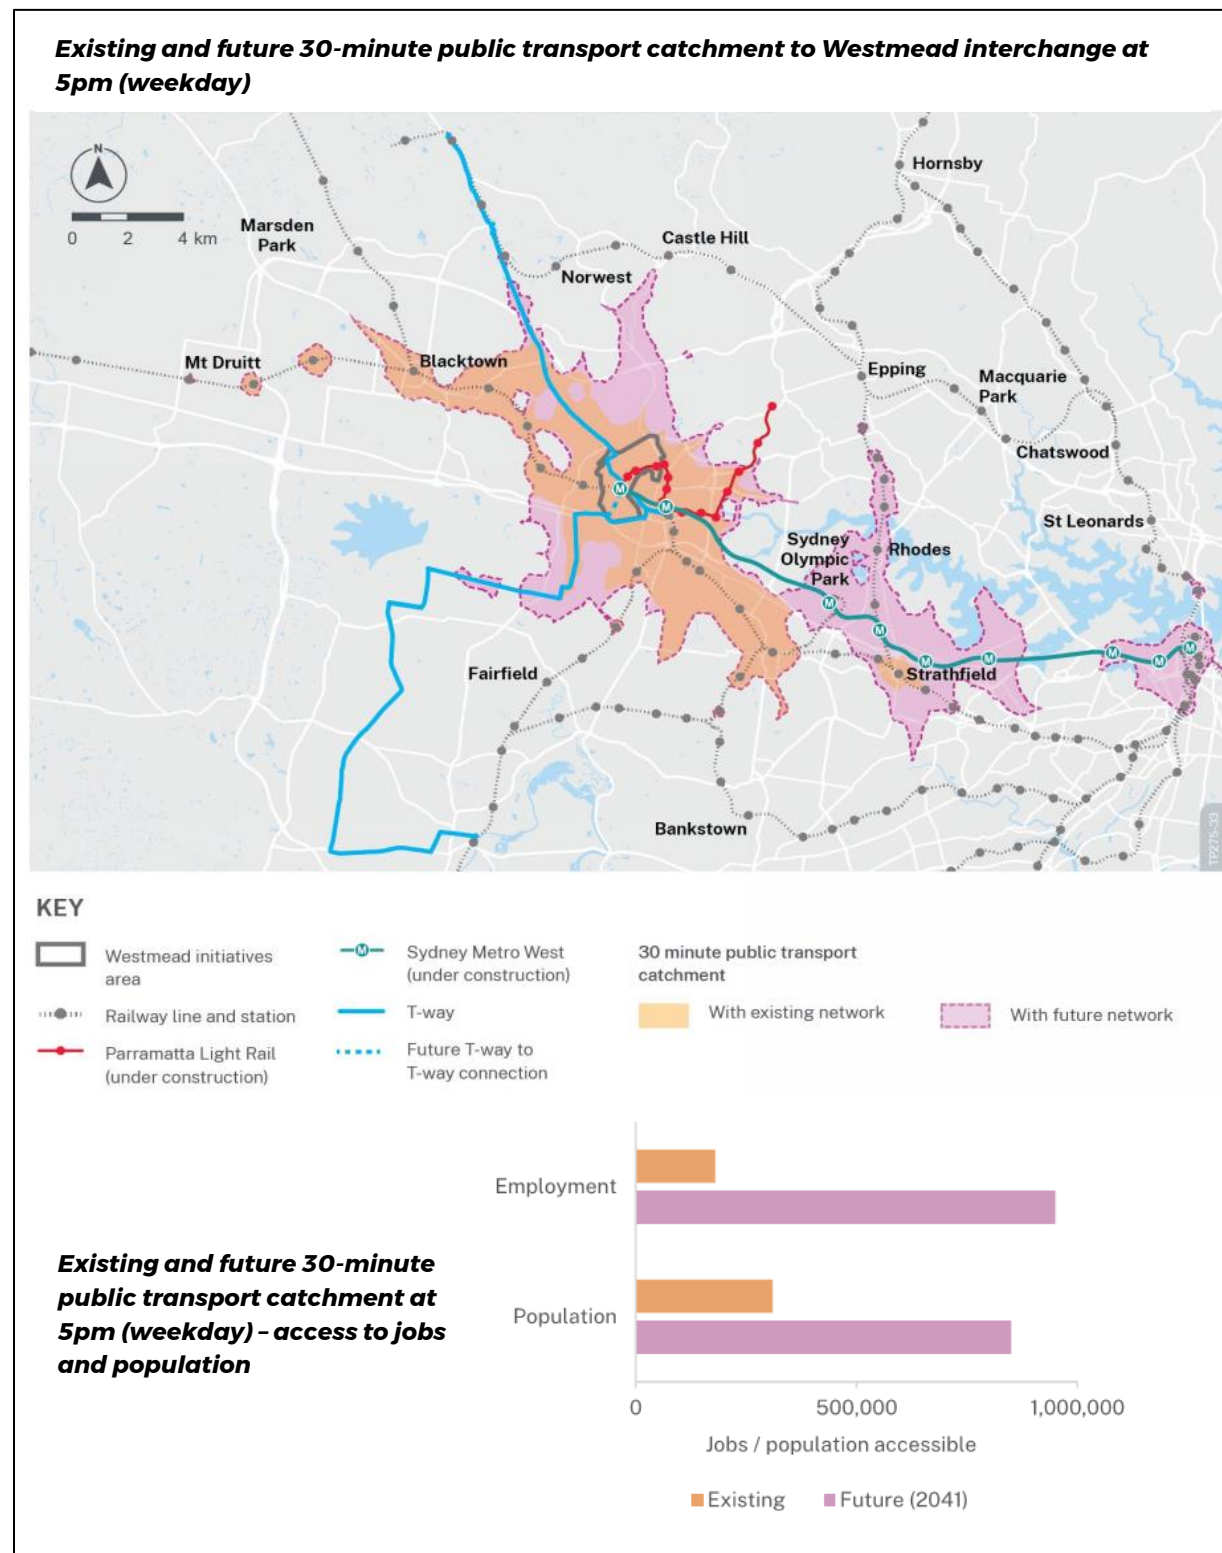 Existing and future 30-minute public transport catchment to Westmead interchange at
5pm (weekday)
N
0 2 4 km
Marsden
Park
Hornsby
Castle Hill
Norwest
Mt Druitt
Blacktown
Epping
Macquarie
Park
Chatswood
St Leonards
Sydney
Olympic
Park
Rhodes
M
M
M
M
M
M
M
M
M
Strathfield
Fairfield
Bankstown
TP275-33
KEY
Westmead initiatives
area
Railway line and station
Parramatta Light Rail
(under construction)
M
Sydney Metro West
(under construction)
T-way
Future T-way to
T-way connection
30 minute public transport
catchment
With existing network
With future network
Existing and future 30-minute
public transport catchment at
5pm (weekday) – access to jobs
and population
Employment
Population
0 500,000 1,000,000
Jobs / population accessible
Existing Future (2041)